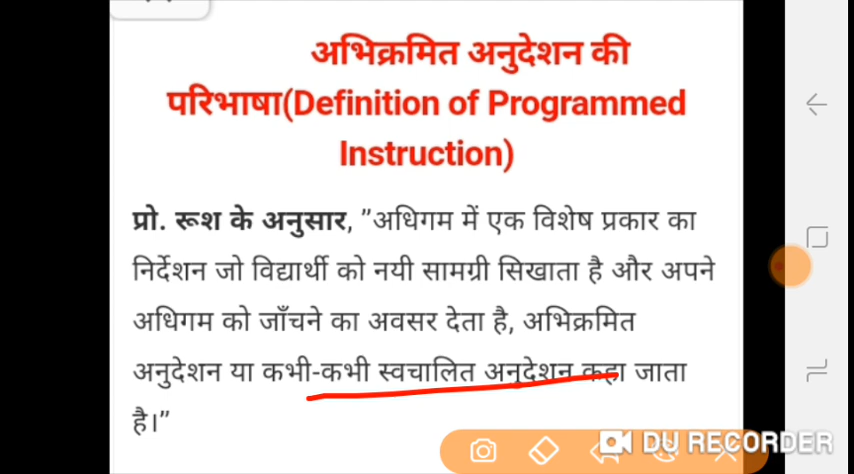 अभिक्रमित अनुदेशन की
परिभाषा(Definition of Programmed
Instruction)
प्रो. रूश के अनुसार, "अधिगम में एक विशेष प्रकार का
निर्देशन जो विद्यार्थी को नयी सामग्री सिखाता है और अपने
अधिगम को जाँचने का अवसर देता है, अभिक्रमित
अनुदेशन या कभी-कभी स्वचालित अनुदेशन कहा जाता
है।"
DU RECORDER